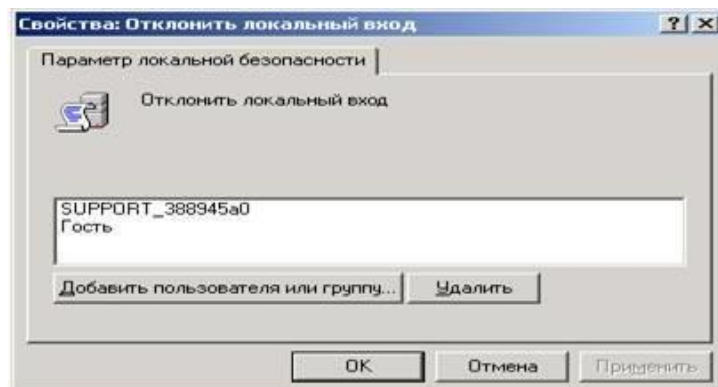 Свойства: Отклонить локальный вход
Параметр локальной безопасности
Отклонить локальный вход
SUPPORT_388945a0
Гость
Добавить пользователя или группу... Удалить
OK Отмена Применить